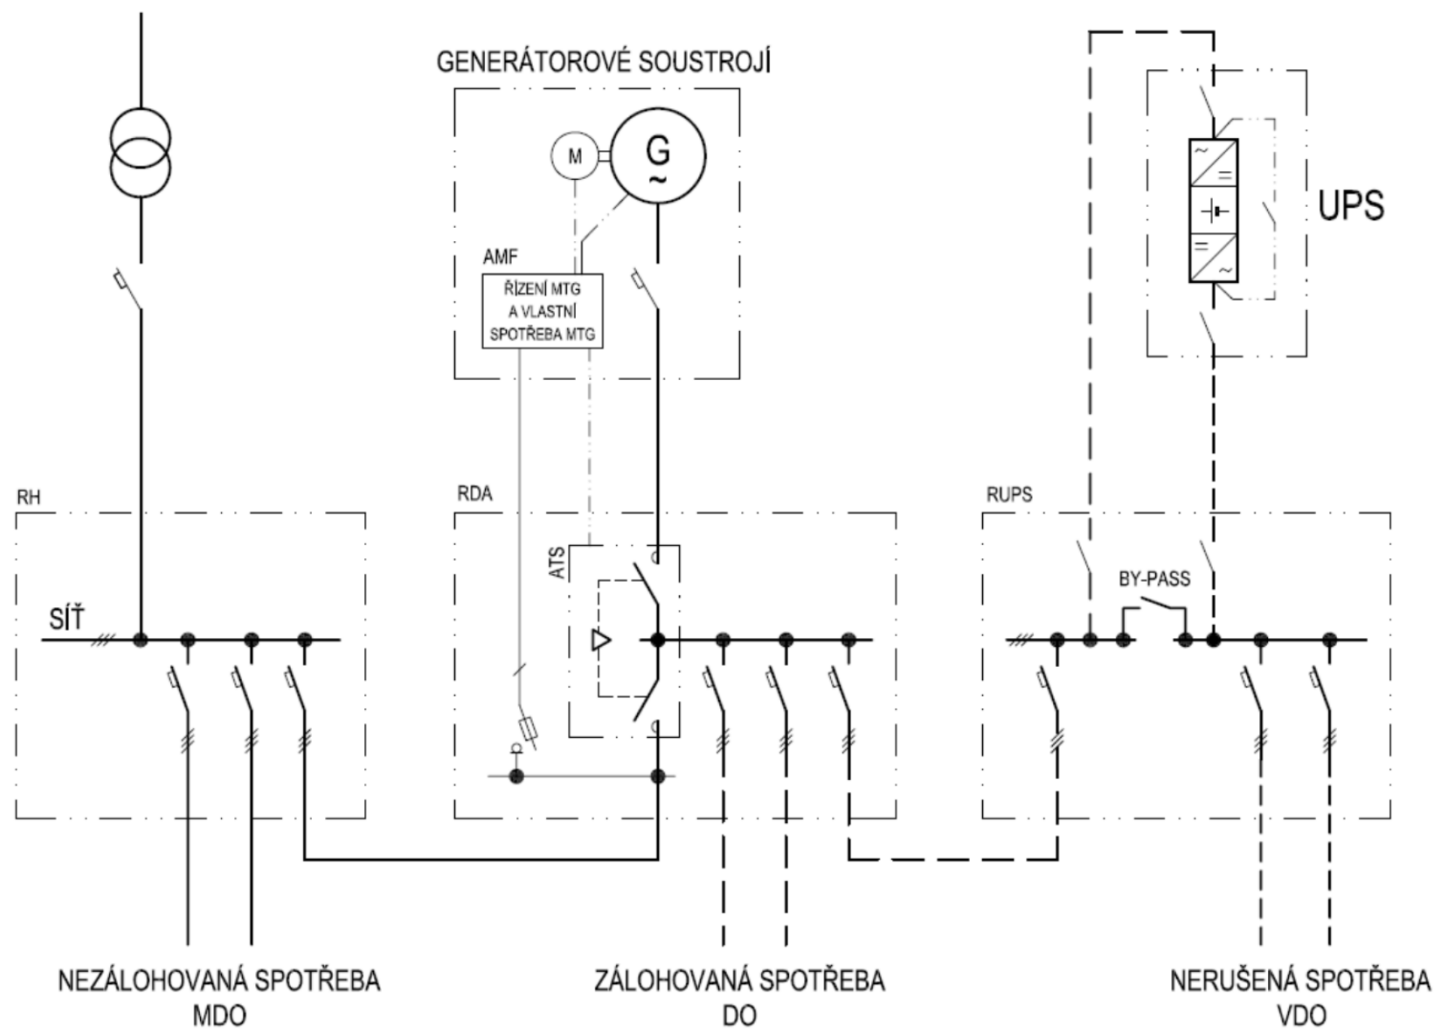 GENERÁTOROVÉ SOUSTROJÍ
M
G
~
UPS
AMF
ŘÍZENÍ MTG
A VLASTNÍ
SPOTŘEBA MTG
RH
RDA
RUPS
ATS
BY-PASS
SÍŤ
NEZÁLOHOVANÁ SPOTŘEBA
MDO
ZÁLOHOVANÁ SPOTŘEBA
DO
NERUŠENÁ SPOTŘEBA
VDO